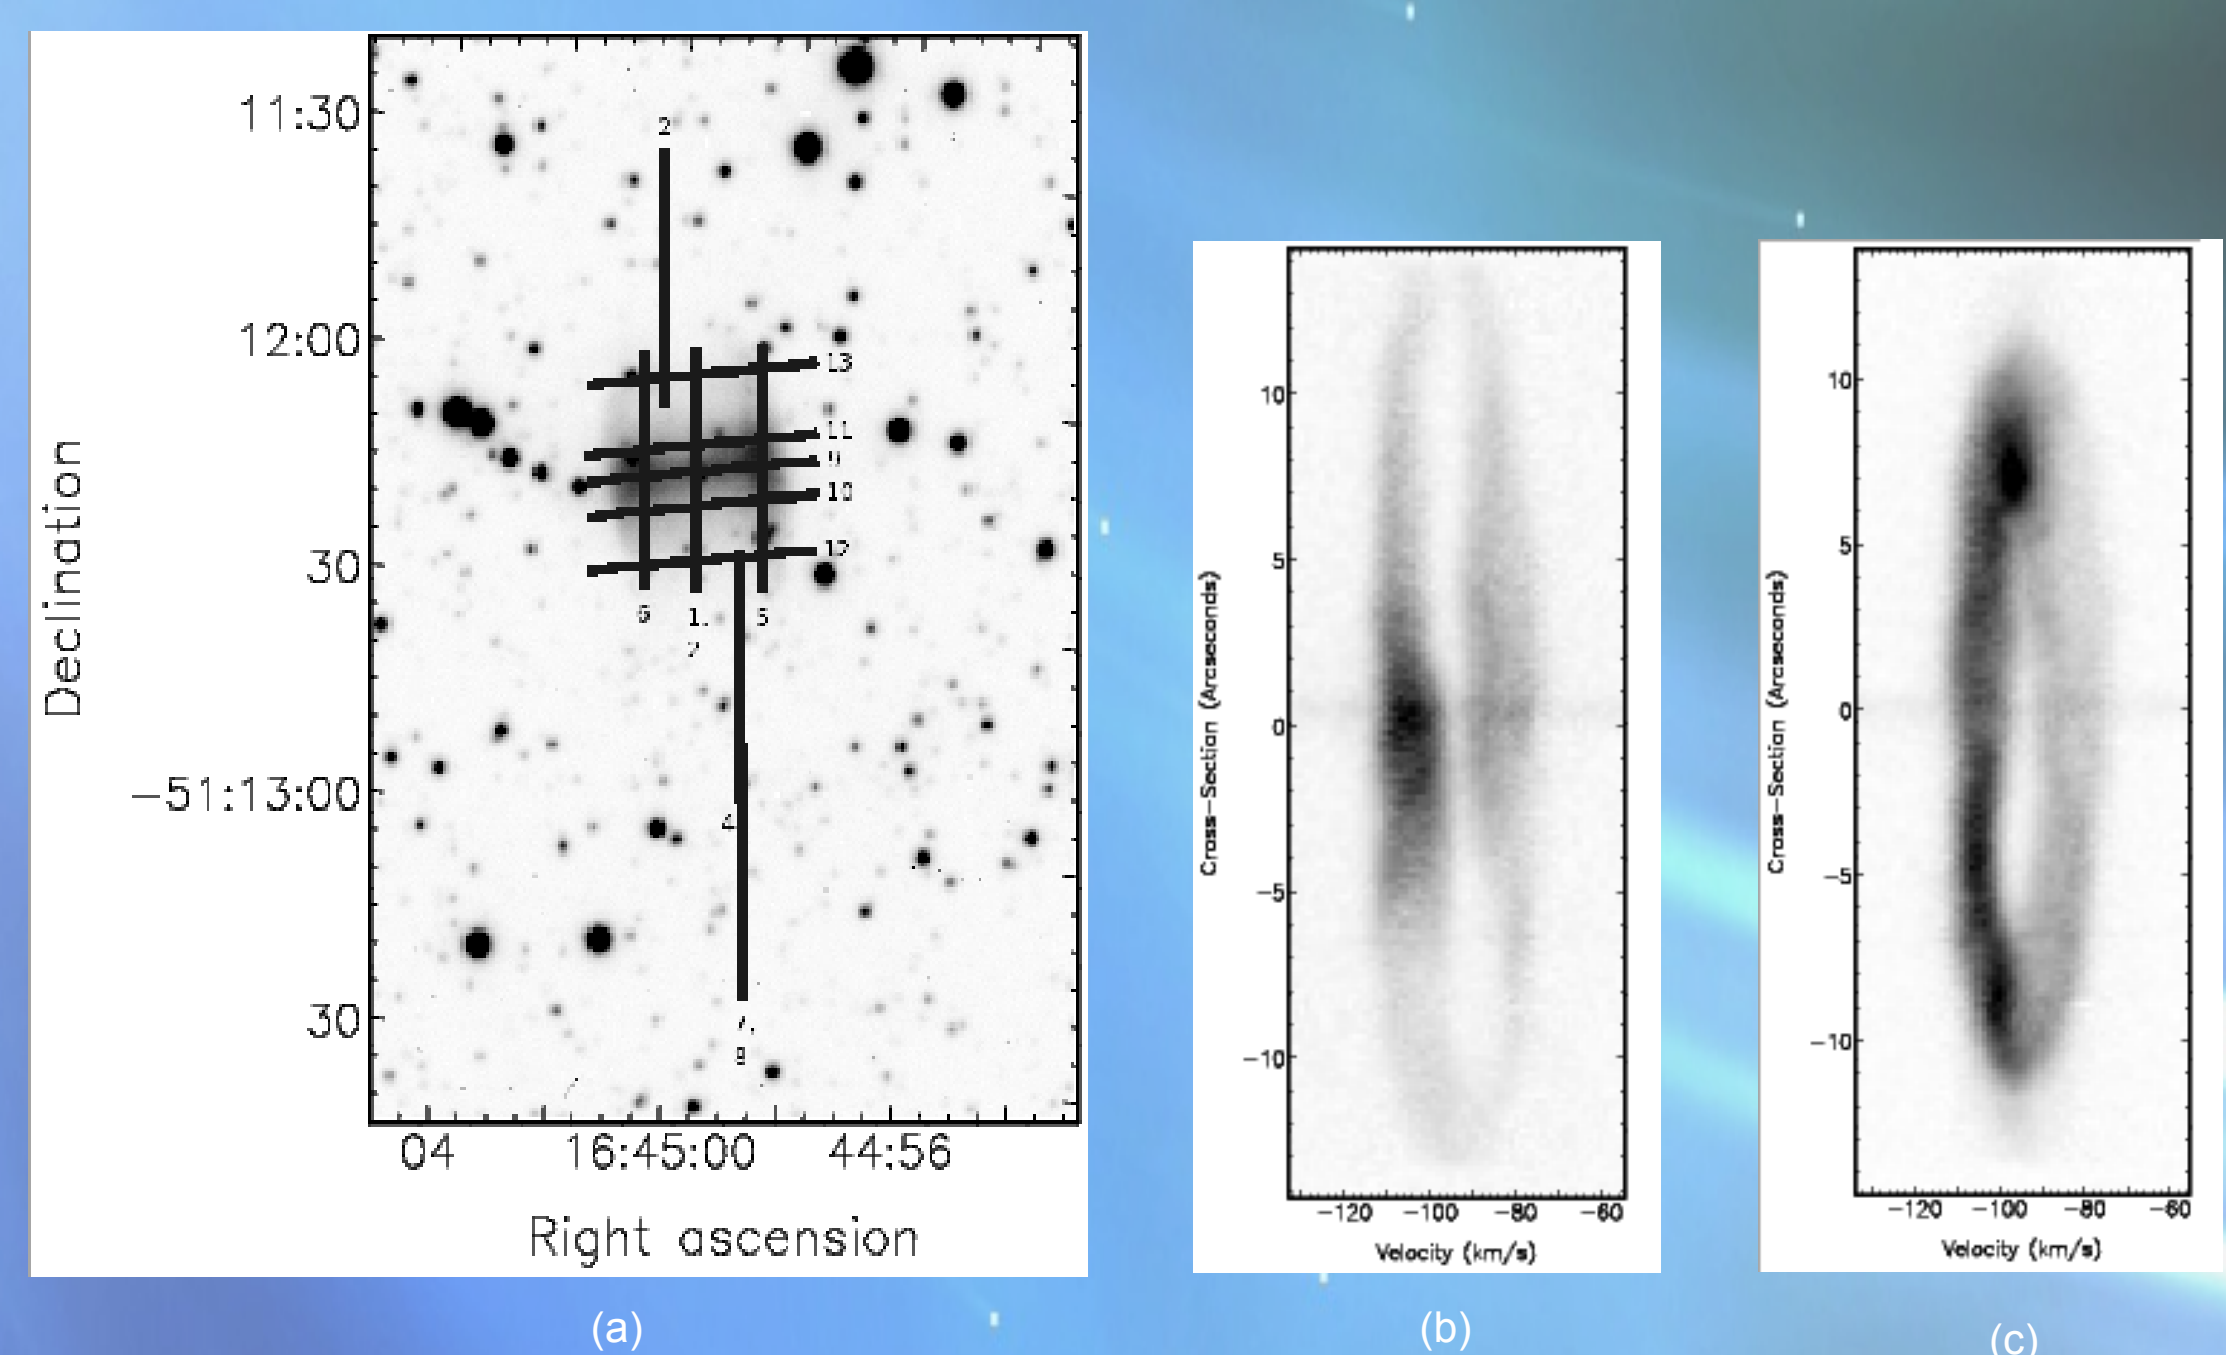 11:30
12:00
30
-51:13:00
30
Declination
2
13
11
9
10
12
6
1.
2
5
4
7.
8
04 16:45:00 44:56
Right ascension
(a)
10
5
0
-5
-10
Cross-Section (Arcseconds)
-120 -100 -80 -60
Velocity (km/s)
(b)
10
5
0
-5
-10
Cross-Section (Arcseconds)
-120 -100 -80 -60
Velocity (km/s)
(c)